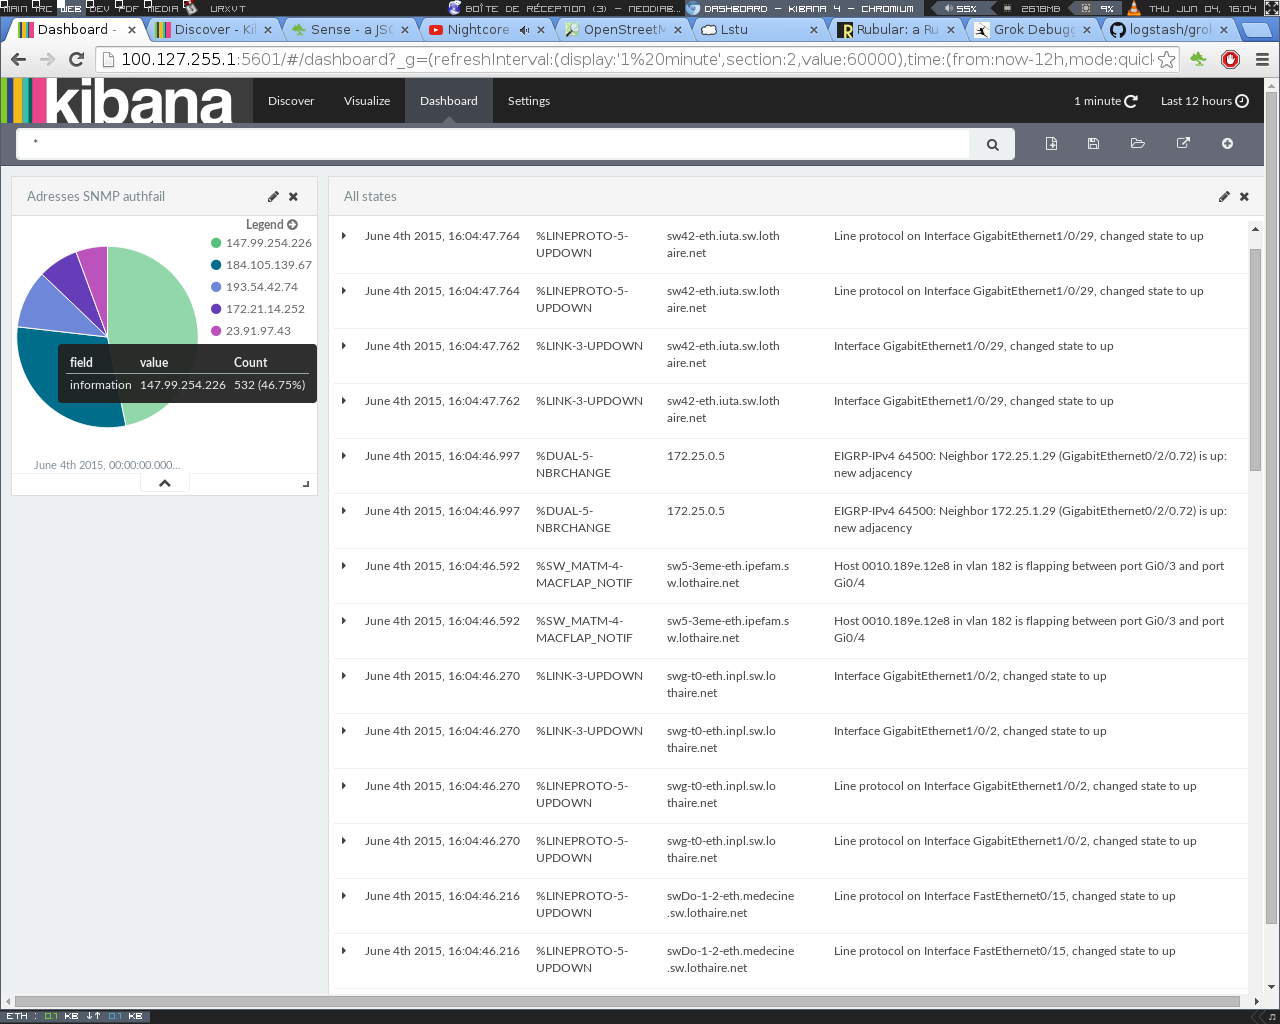 MAIN IRC WEB DEV PDF MEDIA URXVT
BOÎTE DE RÉCEPTION (3) - NEODIAB...
DASHBOARD - KIBANA 4 - CHROMIUM
55% 2618MB 9% THU JUN 04, 16:04
Dashboard -
Discover - Ki
Sense - a JSO
Nightcore
OpenStreetM
Lstu
Rubular: a Ru
Grok Debugg
logstash/grok
100.127.255.1:5601/#/dashboard?_g=(refreshInterval:(display:'1%20minute',section:2,value:60000),time:(from:now-12h,mode:quick
kibana
Discover Visualize Dashboard Settings
1 minute Last 12 hours
*
Adresses SNMP authfail
Legend
147.99.254.226
184.105.139.67
193.54.42.74
172.21.14.252
23.91.97.43
field value Count
information 147.99.254.226 532 (46.75%)
June 4th 2015, 00:00:00.000...
All states
June 4th 2015, 16:04:47.764 %LINEPROTO-5- sw42-eth.iuta.sw.loth Line protocol on Interface GigabitEthernet1/0/29, changed state to up
UPDOWN aire.net
June 4th 2015, 16:04:47.764 %LINEPROTO-5- sw42-eth.iuta.sw.loth Line protocol on Interface GigabitEthernet1/0/29, changed state to up
UPDOWN aire.net
June 4th 2015, 16:04:47.762 %LINK-3-UPDOWN sw42-eth.iuta.sw.loth Interface GigabitEthernet1/0/29, changed state to up
aire.net
June 4th 2015, 16:04:47.762 %LINK-3-UPDOWN sw42-eth.iuta.sw.loth Interface GigabitEthernet1/0/29, changed state to up
aire.net
June 4th 2015, 16:04:46.997 %DUAL-5- 172.25.0.5 EIGRP-IPv4 64500: Neighbor 172.25.1.29 (GigabitEthernet0/2/0.72) is up:
NBRCHANGE new adjacency
June 4th 2015, 16:04:46.997 %DUAL-5- 172.25.0.5 EIGRP-IPv4 64500: Neighbor 172.25.1.29 (GigabitEthernet0/2/0.72) is up:
NBRCHANGE new adjacency
June 4th 2015, 16:04:46.592 %SW_MATM-4- sw5-3eme-eth.ipefam.s Host 0010.189e.12e8 in vlan 182 is flapping between port Gi0/3 and port
MACFLAP_NOTIF w.lothaire.net Gi0/4
June 4th 2015, 16:04:46.592 %SW_MATM-4- sw5-3eme-eth.ipefam.s Host 0010.189e.12e8 in vlan 182 is flapping between port Gi0/3 and port
MACFLAP_NOTIF w.lothaire.net Gi0/4
June 4th 2015, 16:04:46.270 %LINK-3-UPDOWN swg-t0-eth.inpl.sw.lo Interface GigabitEthernet1/0/2, changed state to up
thaire.net
June 4th 2015, 16:04:46.270 %LINK-3-UPDOWN swg-t0-eth.inpl.sw.lo Interface GigabitEthernet1/0/2, changed state to up
thaire.net
June 4th 2015, 16:04:46.270 %LINEPROTO-5- swg-t0-eth.inpl.sw.lo Line protocol on Interface GigabitEthernet1/0/2, changed state to up
UPDOWN thaire.net
June 4th 2015, 16:04:46.270 %LINEPROTO-5- swg-t0-eth.inpl.sw.lo Line protocol on Interface GigabitEthernet1/0/2, changed state to up
UPDOWN thaire.net
June 4th 2015, 16:04:46.216 %LINEPROTO-5- swDo-1-2-eth.medecine Line protocol on Interface FastEthernet0/15, changed state to up
UPDOWN .sw.lothaire.net
June 4th 2015, 16:04:46.216 %LINEPROTO-5- swDo-1-2-eth.medecine Line protocol on Interface FastEthernet0/15, changed state to up
UPDOWN .sw.lothaire.net
ETH : 0.1 KB ↓↑ 0.1 KB